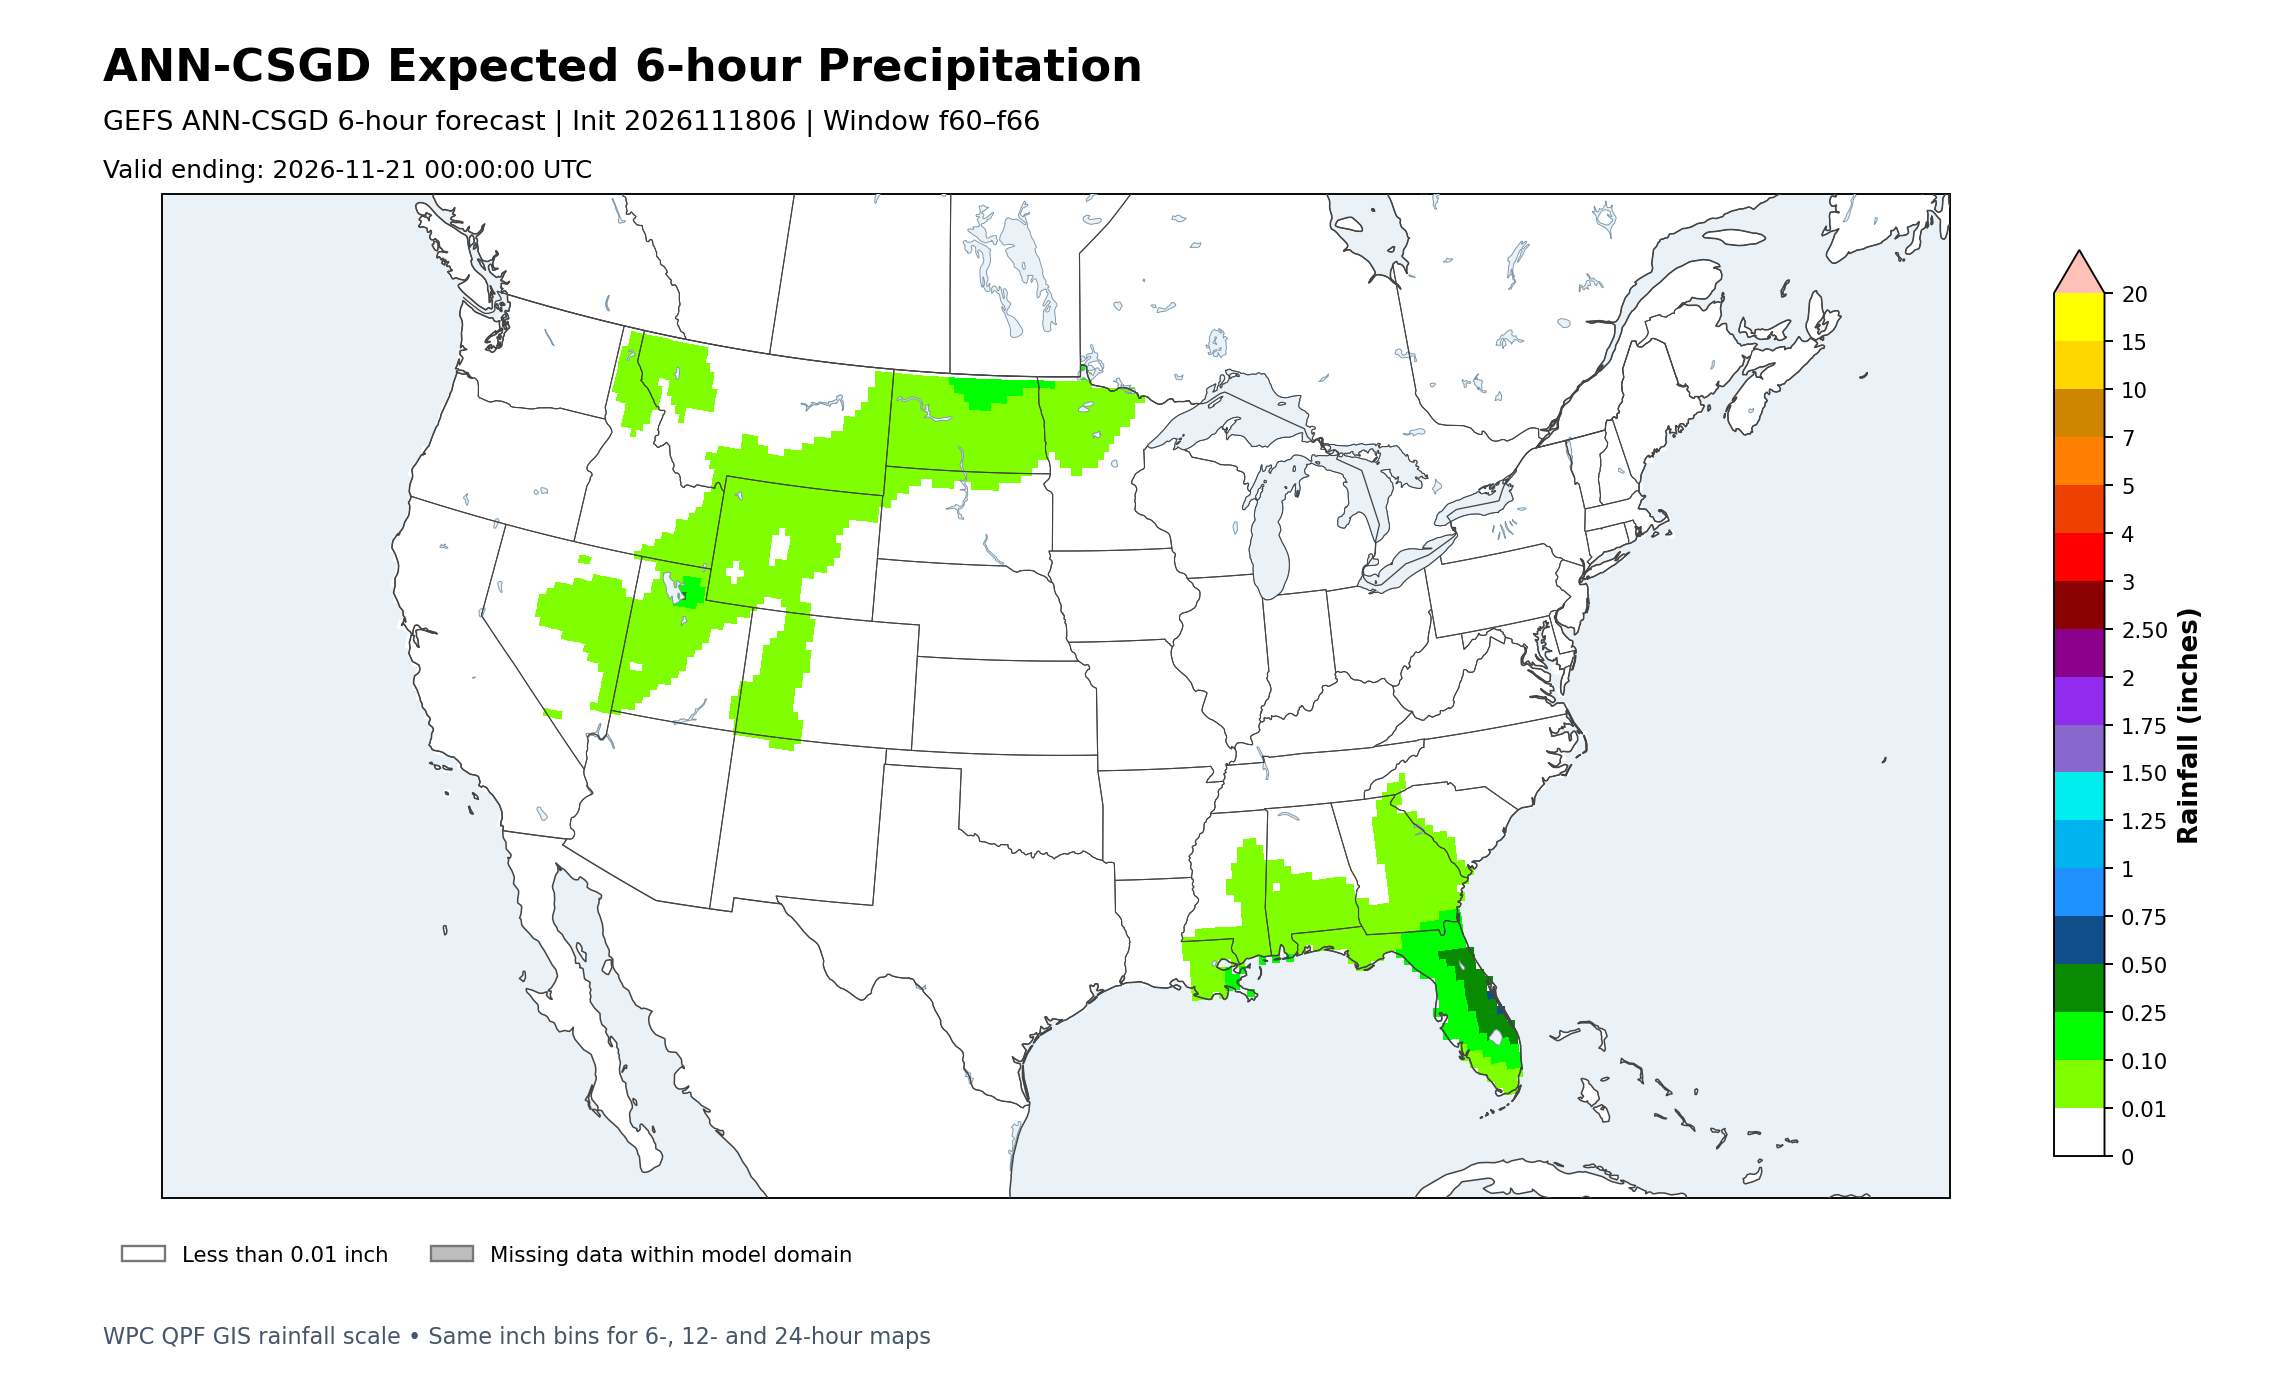 ANN-CSGD Expected 6-hour Precipitation
GEFS ANN-CSGD 6-hour forecast | Init 2026111806 | Window f60–f66
Valid ending: 2026-11-21 00:00:00 UTC
20
15
10
7
5
4
3
2.50
2
1.75
1.50
1.25
1
0.75
0.50
0.25
0.10
0.01
0
Rainfall (inches)
Less than 0.01 inch
Missing data within model domain
WPC QPF GIS rainfall scale • Same inch bins for 6-, 12- and 24-hour maps